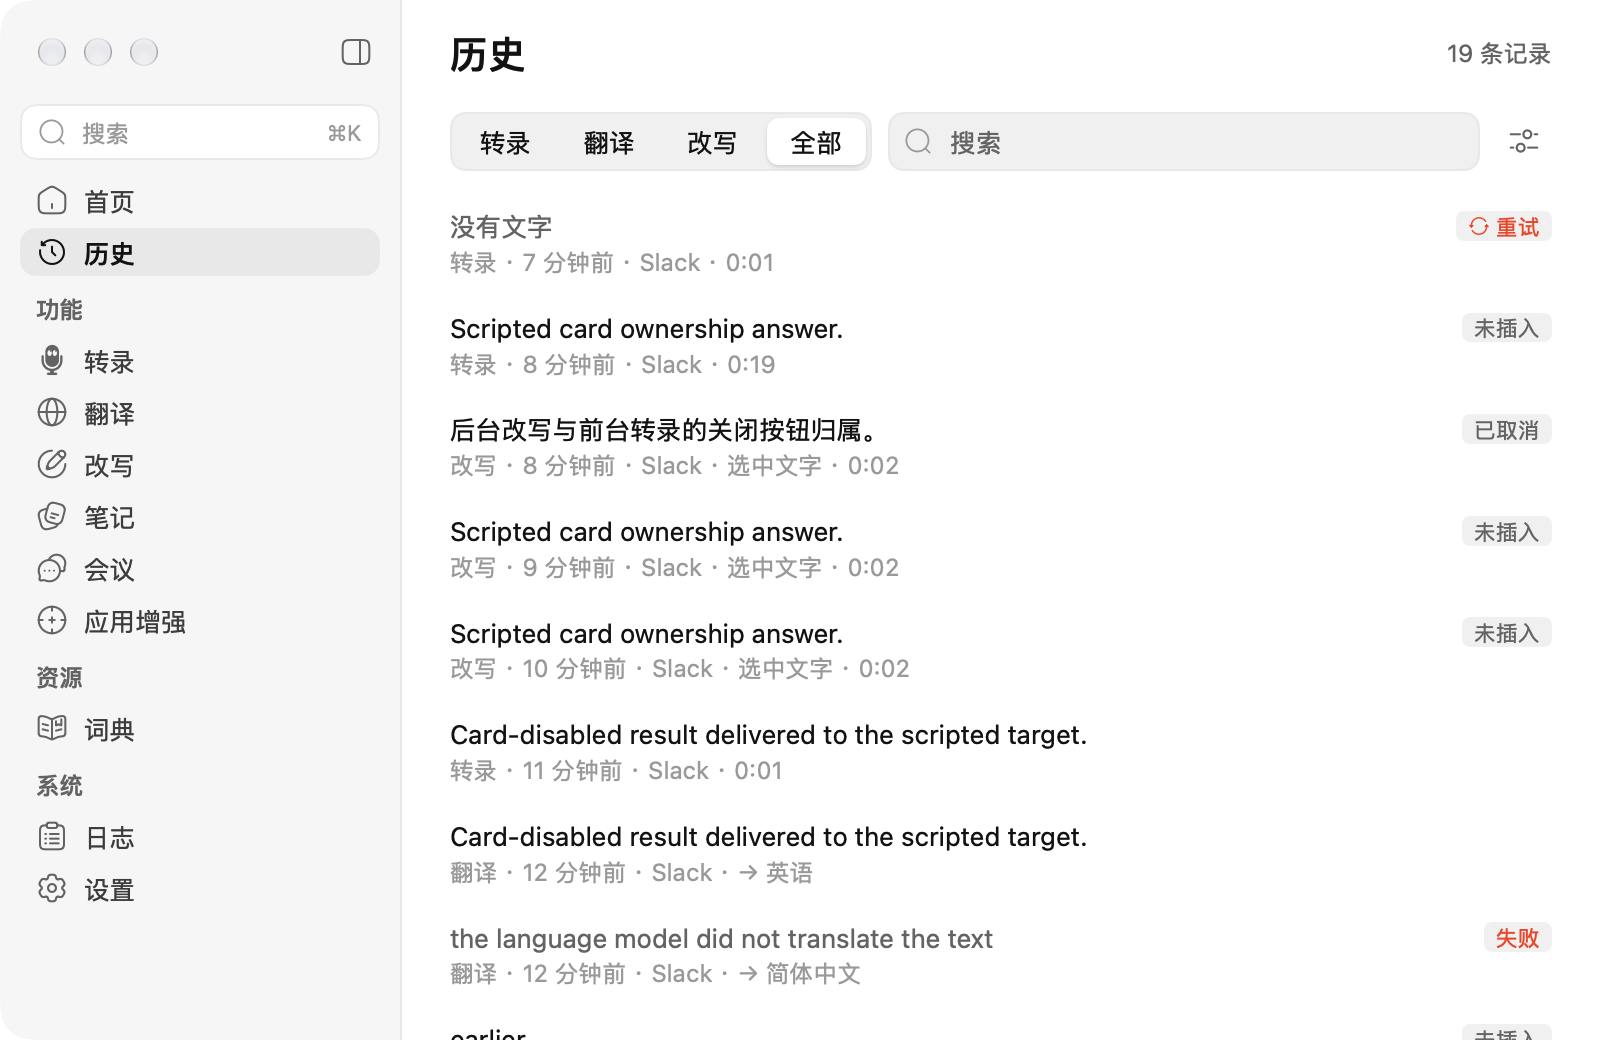 搜索 ⌘K
首页
历史
功能
转录
翻译
改写
笔记
会议
应用增强
资源
词典
系统
日志
设置
历史
19 条记录
转录 翻译 改写 全部
搜索
没有文字
重试
转录 · 7 分钟前 · Slack · 0:01
Scripted card ownership answer.
未插入
转录 · 8 分钟前 · Slack · 0:19
后台改写与前台转录的关闭按钮归属。
已取消
改写 · 8 分钟前 · Slack · 选中文字 · 0:02
Scripted card ownership answer.
未插入
改写 · 9 分钟前 · Slack · 选中文字 · 0:02
Scripted card ownership answer.
未插入
改写 · 10 分钟前 · Slack · 选中文字 · 0:02
Card-disabled result delivered to the scripted target.
转录 · 11 分钟前 · Slack · 0:01
Card-disabled result delivered to the scripted target.
翻译 · 12 分钟前 · Slack · → 英语
the language model did not translate the text
失败
翻译 · 12 分钟前 · Slack · → 简体中文
earlier
未插入